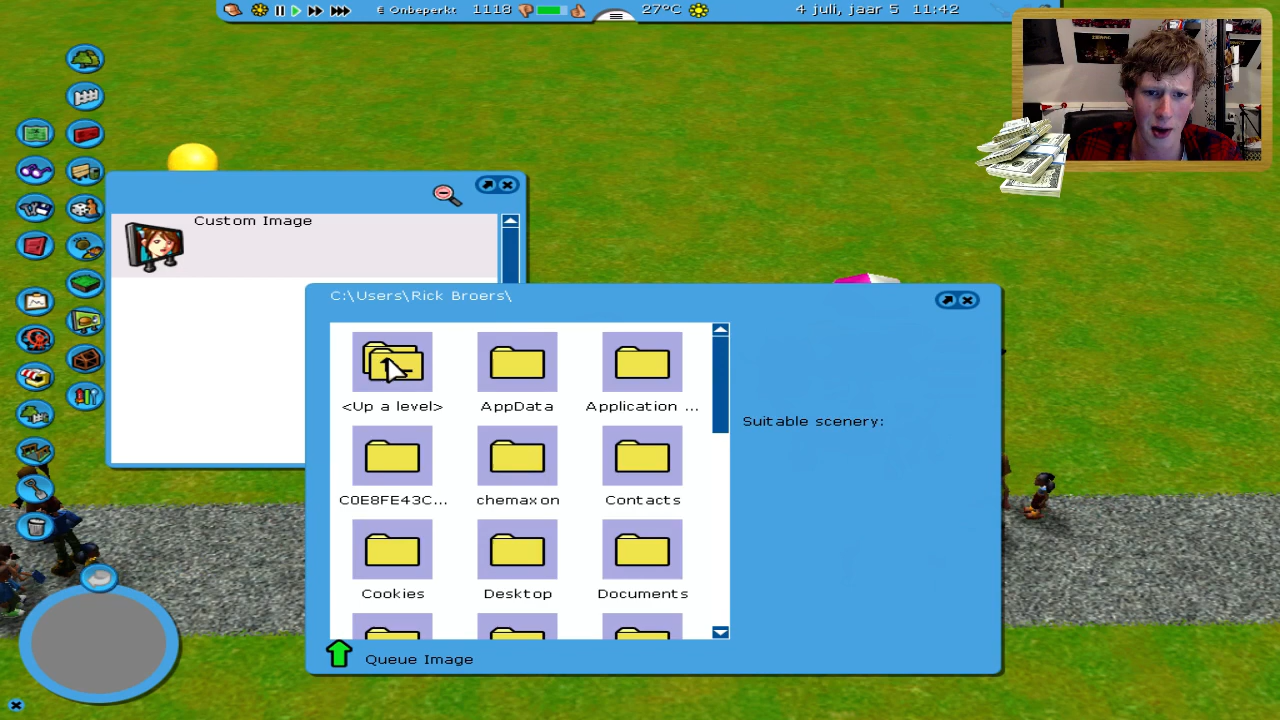 € Onbeperkt 1118 27°C 4 juli, jaar 5 11:42
Custom Image
C:\Users\Rick Broers\
<Up a level> AppData Application ...
Suitable scenery:
C0E8FE43C... chemaxon Contacts
Cookies Desktop Documents
Queue Image